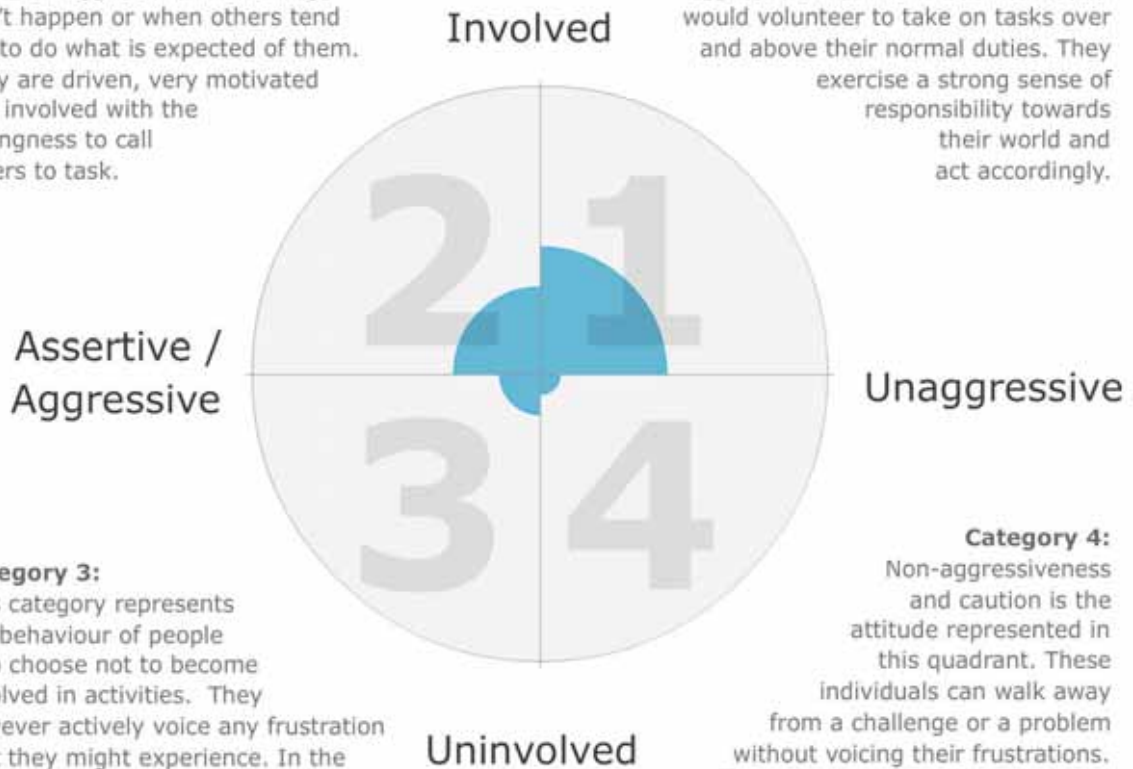 't happen or when others tend
to do what is expected of them.
y are driven, very motivated
involved with the
ngness to call
ers to task.
Involved
would volunteer to take on tasks over
and above their normal duties. They
exercise a strong sense of
responsibility towards
their world and
act accordingly.
2 1
Assertive /
Aggressive
Unaggressive
3 4
egory 3:
category represents
behaviour of people
choose not to become
lved in activities. They
ever actively voice any frustration
they might experience. In the
Uninvolved
Category 4:
Non-aggressiveness
and caution is the
attitude represented in
this quadrant. These
individuals can walk away
from a challenge or a problem
without voicing their frustrations.